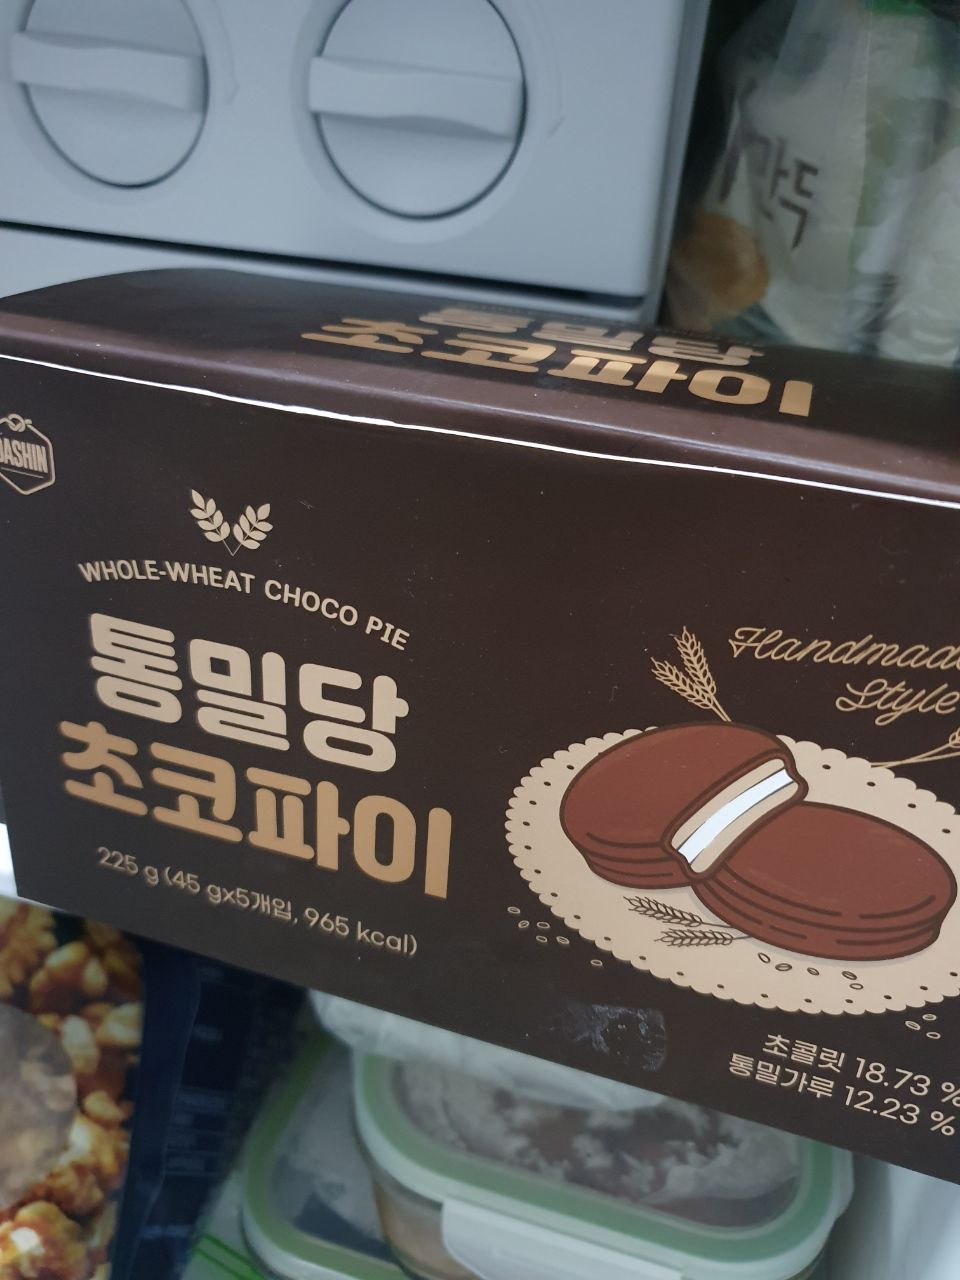 만두
통밀당
초코파이
DASHIN
WHOLE-WHEAT CHOCO PIE
통밀당
초코파이
225 g (45 gx5개입, 965 kcal)
Handmade
Style
초콜릿 18.73 %
통밀가루 12.23 %